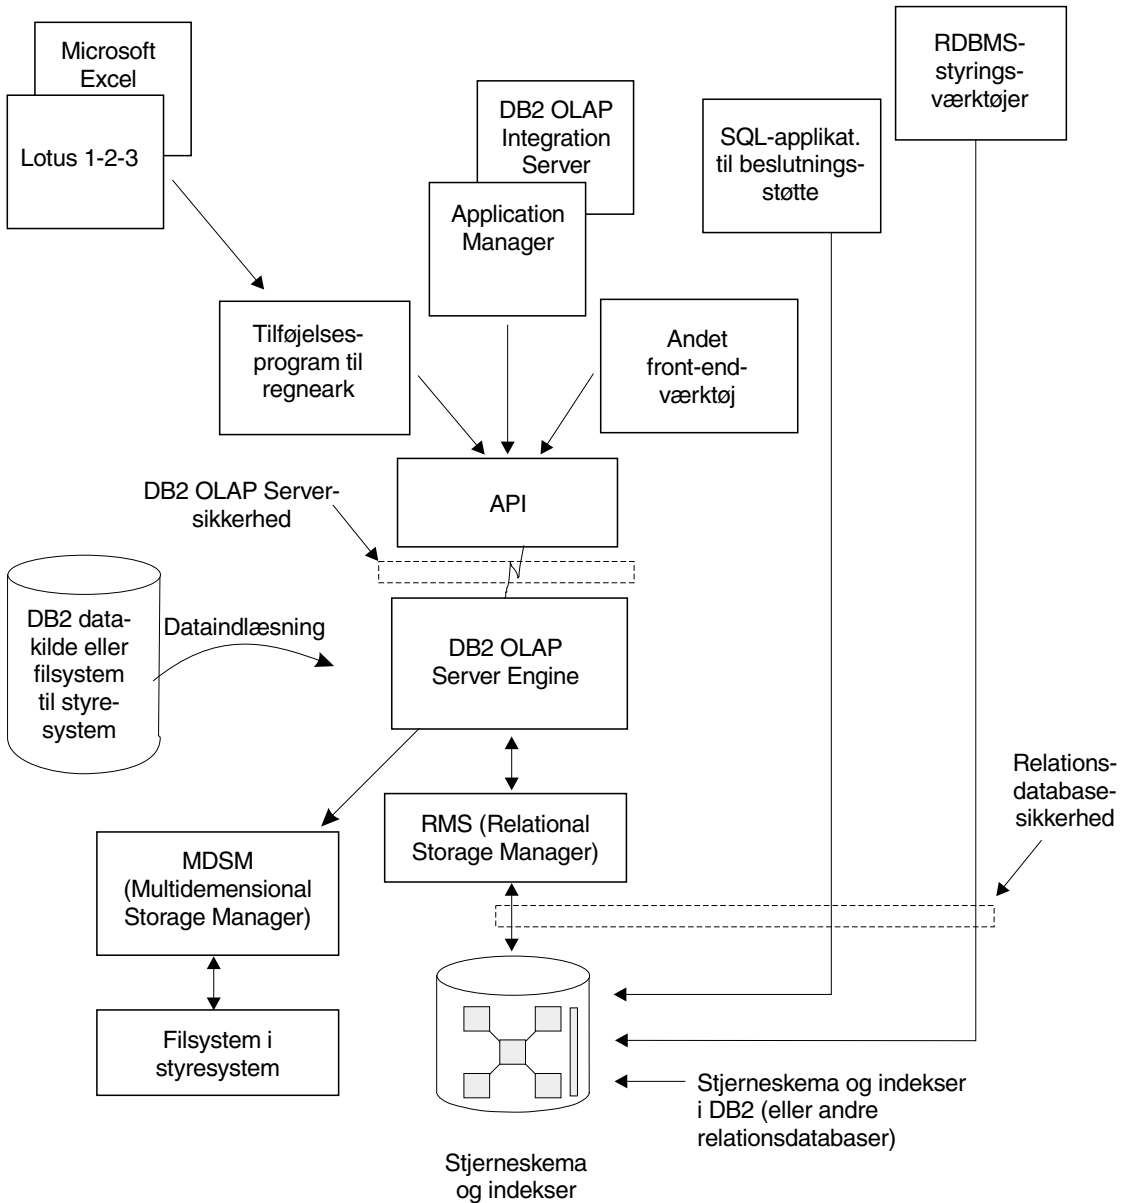 Microsoft
Excel
Lotus 1-2-3
DB2 OLAP
Integration
Server
Application
Manager
SQL-applikat.
til beslutnings-
støtte
RDBMS-
styrings-
værktøjer
Tilføjelses-
program til
regneark
Andet
front-end-
værktøj
API
DB2 OLAP Server-
sikkerhed
DB2 data-
kilde eller
filsystem
til styre-
system
Dataindlæsning
DB2 OLAP
Server Engine
Relations-
database-
sikkerhed
RMS (Relational
Storage Manager)
MDSM
(Multidemensional
Storage Manager)
Filsystem i
styresystem
Stjerneskema og indekser
i DB2 (eller andre
relationsdatabaser)
Stjerneskema
og indekser